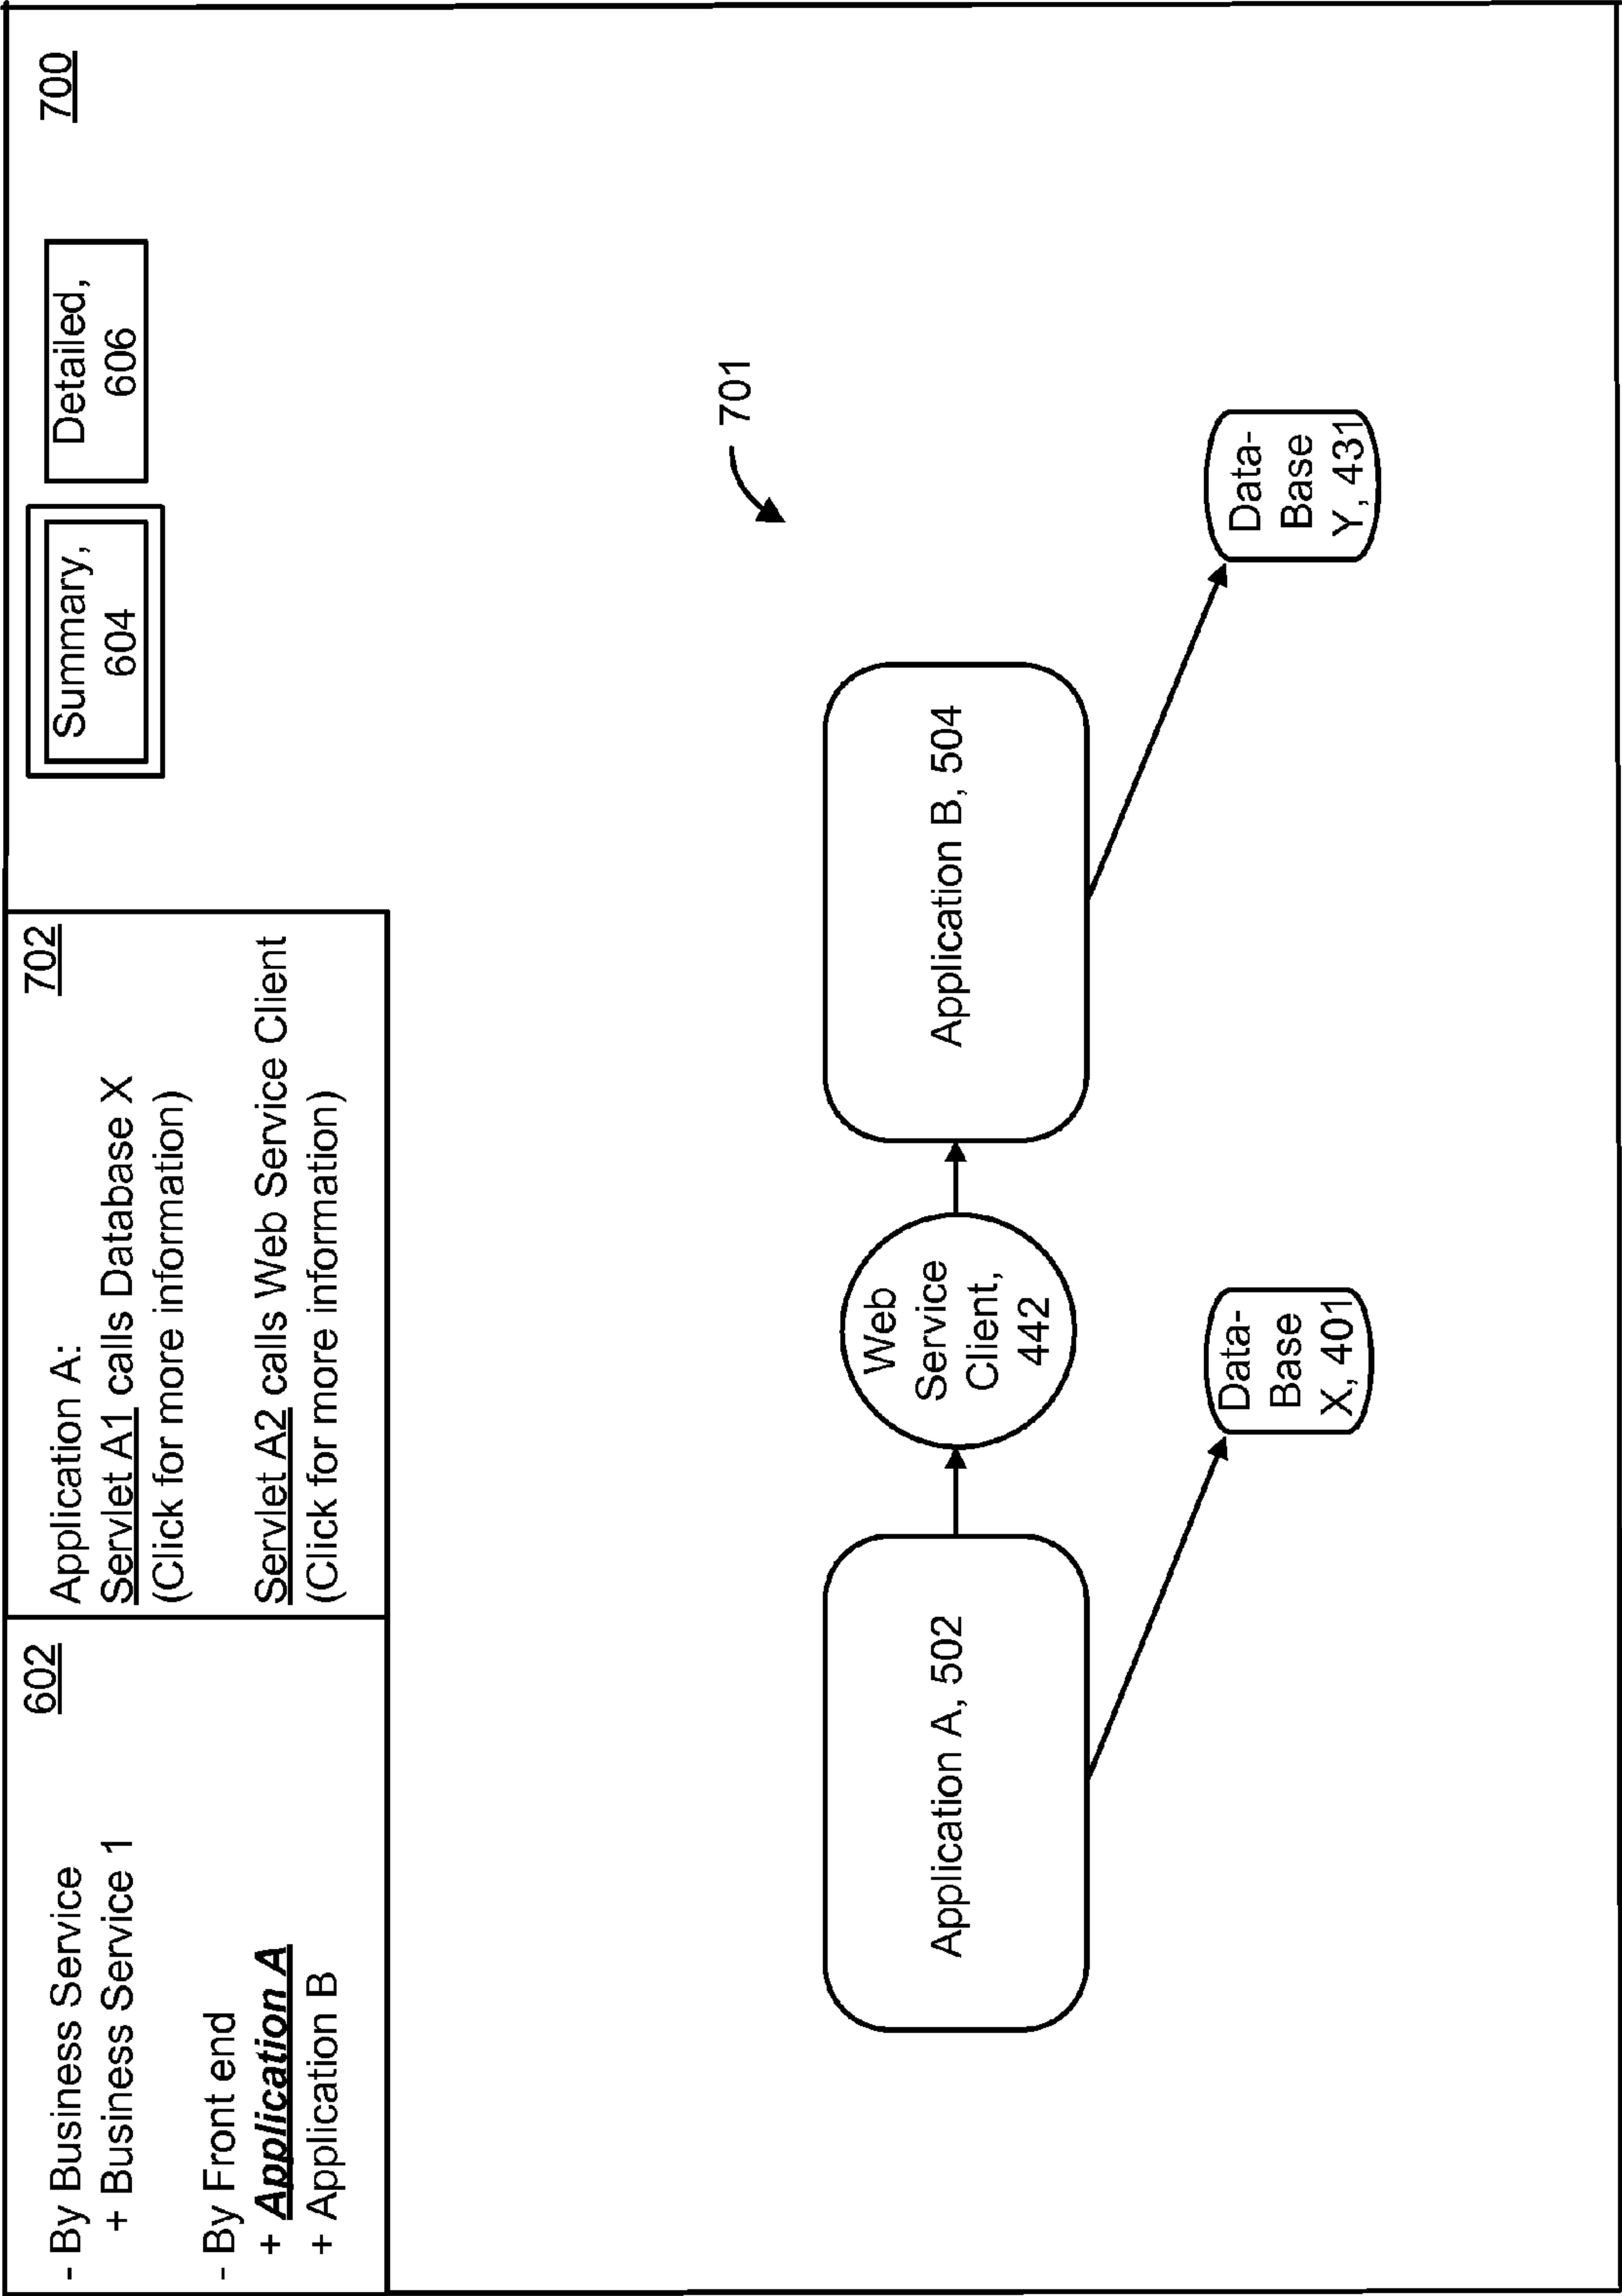 602
- By Business Service
+ Business Service 1
- By Front end
+ Application A
+ Application B
702
Application A:
Servlet A1 calls Database X
(Click for more information)
Servlet A2 calls Web Service Client
(Click for more information)
Summary,
604
Detailed,
606
700
701
Application A, 502
Web
Service
Client,
442
Application B, 504
Data-
Base
X, 401
Data-
Base
Y, 431